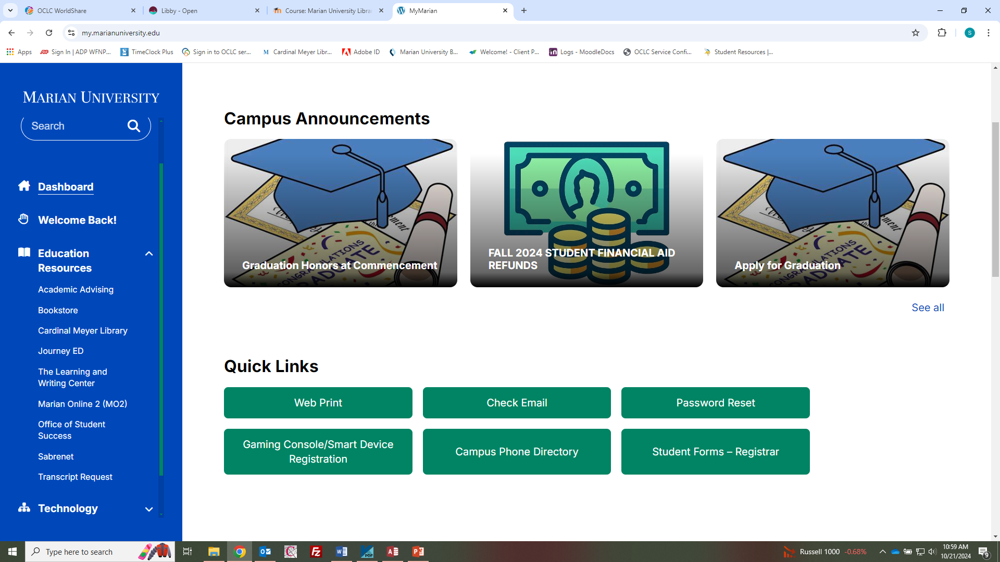 OCLC WorldShare
Libby - Open
Course: Marian University Libra
MyMarian
my.marianuniversity.edu
S
Apps
Sign In | ADP WFNP...
TimeClock Plus
Sign in to OCLC ser...
Cardinal Meyer Libr...
Adobe ID
Marian University B...
Welcome! - Client P...
Logs - MoodleDocs
OCLC Service Confi...
Student Resources |...
MARIAN UNIVERSITY
Search
Dashboard
Welcome Back!
Education
Resources
Academic Advising
Bookstore
Cardinal Meyer Library
Journey ED
The Learning and
Writing Center
Marian Online 2 (MO2)
Office of Student
Success
Sabrenet
Transcript Request
Technology
Campus Announcements
CONGRATULATIONS
GRADUATE
Graduation Honors at Commencement
FALL 2024 STUDENT FINANCIAL AID
REFUNDS
CONGRATULATIONS
GRADUATE
Apply for Graduation
See all
Quick Links
Web Print
Check Email
Password Reset
Gaming Console/Smart Device
Registration
Campus Phone Directory
Student Forms – Registrar
Type here to search
Russell 1000 -0.68%
10:59 AM
10/21/2024
9